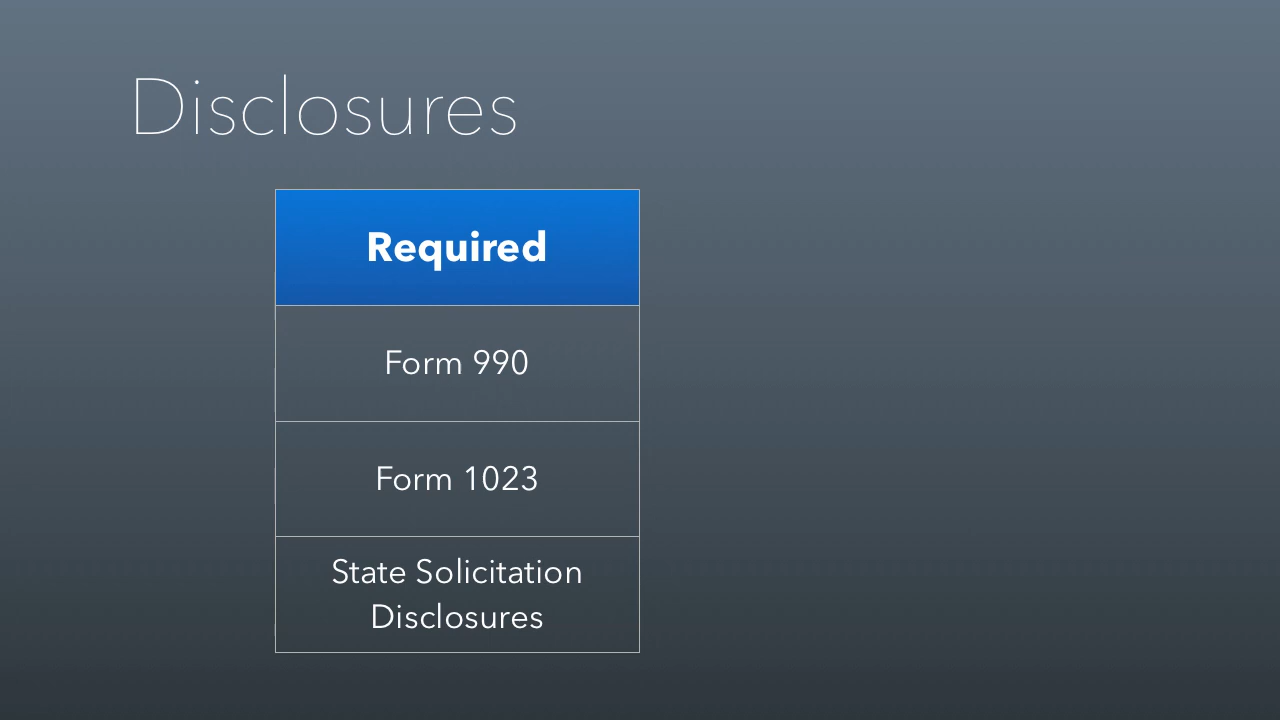 Disclosures
Required
Form 990
Form 1023
State Solicitation
Disclosures